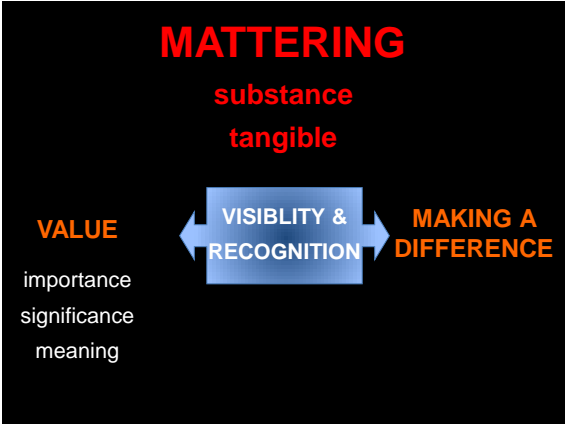 MATTERING
substance
tangible
VALUE
importance
significance
meaning
VISIBLITY &
RECOGNITION
MAKING A
DIFFERENCE